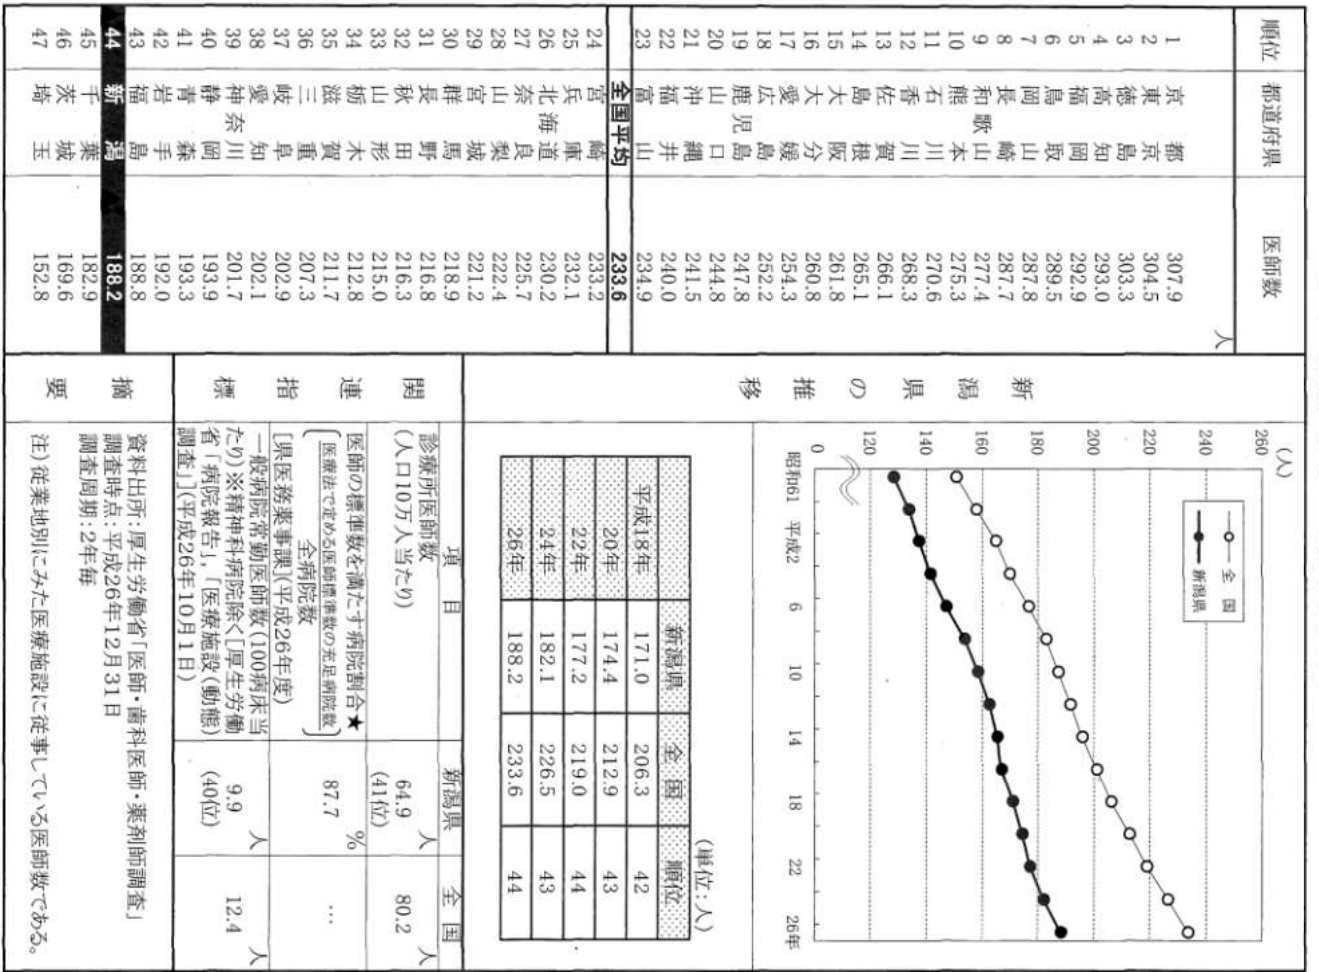 順位 都道府県 医師数
人
1 京都 307.9
2 東京 304.5
3 徳島 303.3
4 高知 293.0
5 福岡 292.9
6 鳥取 289.5
7 岡山 287.8
8 長崎 287.7
9 和歌山 277.4
10 熊本 275.3
11 石川 270.6
12 香川 268.3
13 佐賀 266.1
14 島根 265.1
15 大阪 261.8
16 大分 260.8
17 愛媛 254.3
18 広島 252.2
19 鹿児島 247.8
20 山口 244.8
21 沖縄 241.5
22 福井 240.0
23 富山 234.9
全国平均 233.6
24 宮崎 233.2
25 兵庫 232.1
26 北海道 230.2
27 奈良 225.7
28 山梨 222.4
29 宮城 221.2
30 群馬 218.9
31 長野 216.8
32 秋田 216.3
33 山形 215.0
34 栃木 212.8
35 滋賀 211.7
36 三重 207.3
37 岐阜 202.9
38 愛知 202.1
39 神奈川 201.7
40 静岡 193.9
41 青森 193.3
42 岩手 192.0
43 福島 188.8
44 新潟 188.2
45 千葉 182.9
46 茨城 169.6
47 埼玉 152.8
新潟県の推移
(人)
260
240
220
200
180
160
140
120
0
全国
新潟県
昭和61 平成2 6 10 14 18 22 26年
(単位:人)
新潟県 全国 順位
平成18年 171.0 206.3 42
20年 174.4 212.9 43
22年 177.2 219.0 44
24年 182.1 226.5 43
26年 188.2 233.6 44
関連指標
項目 新潟県 全国
診療所医師数 人 人
(人口10万人当たり) 64.9 80.2
(41位)
医師の標準数を満たす病院割合★ %
医療法で定める医師標準数の充足病院数 87.7 …
全病院数
[県医務薬事課](平成26年度)
一般病院常勤医師数(100病床当 人 人
たり)※精神科病院除く[厚生労働 9.9 12.4
省「病院報告」,「医療施設(動態) (40位)
調査」](平成26年10月1日)
摘要
資料出所:厚生労働省「医師・歯科医師・薬剤師調査」
調査時点:平成26年12月31日
調査周期:2年毎
注)従業地別にみた医療施設に従事している医師数である。